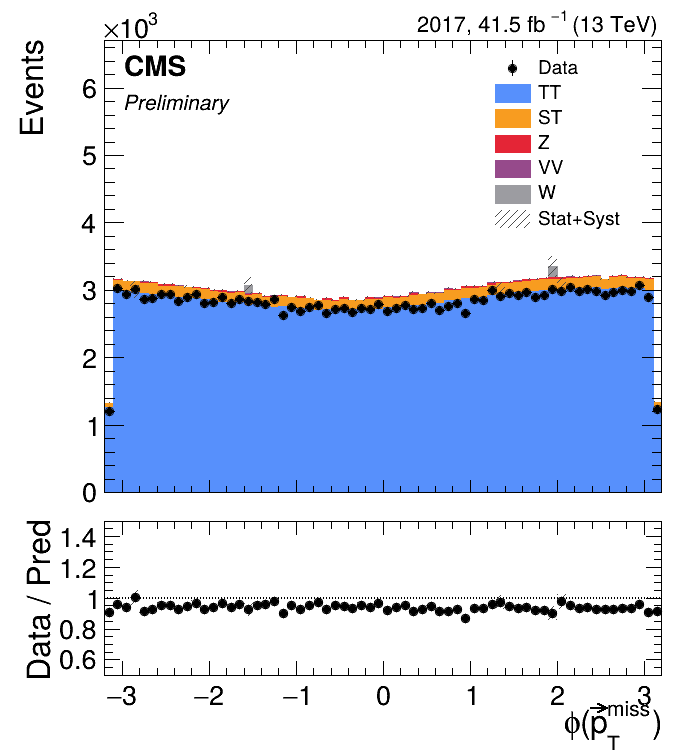 ×10³ 2017, 41.5 fb⁻¹ (13 TeV)
Events
CMS
Preliminary
Data
TT
ST
Z
VV
W
Stat+Syst
6
5
4
3
2
1
0
Data / Pred
1.4
1.2
1
0.8
0.6
−3 −2 −1 0 1 2 3
ϕ(p⃗_T^miss)